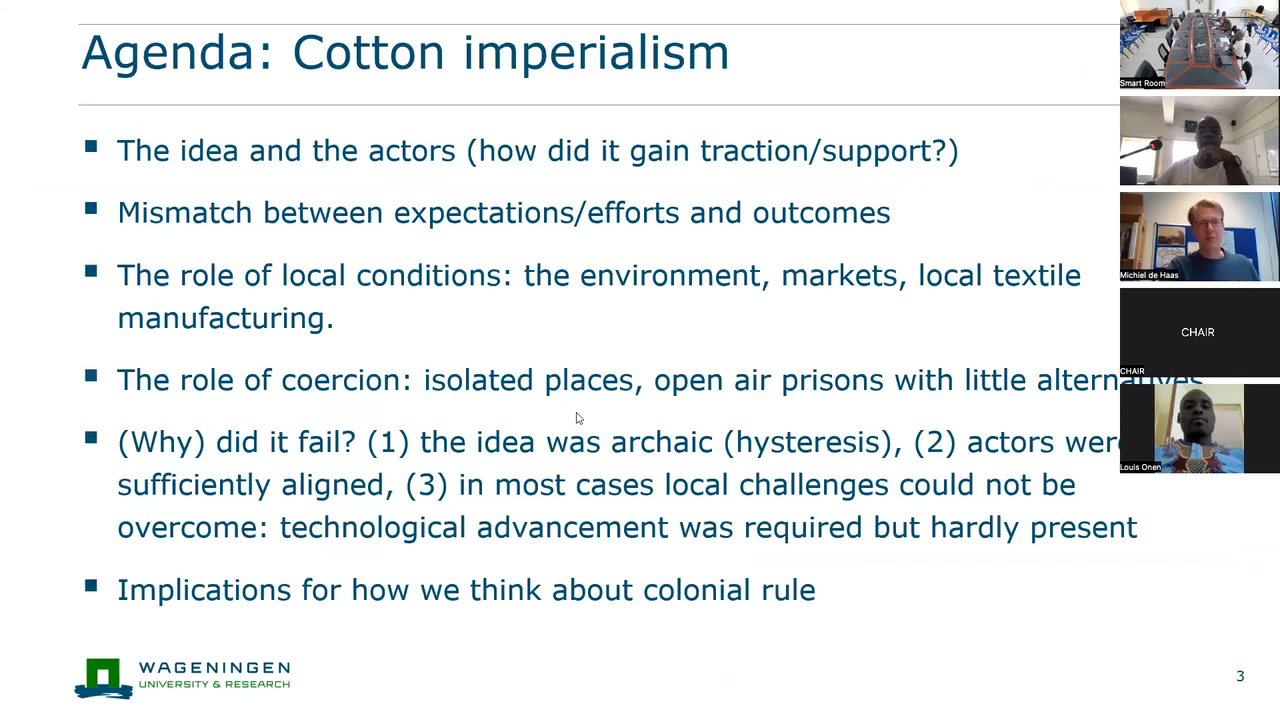 Agenda: Cotton imperialism
▪ The idea and the actors (how did it gain traction/support?)
▪ Mismatch between expectations/efforts and outcomes
▪ The role of local conditions: the environment, markets, local textile
manufacturing.
▪ The role of coercion: isolated places, open air prisons with little alternatives
▪ (Why) did it fail? (1) the idea was archaic (hysteresis), (2) actors were
sufficiently aligned, (3) in most cases local challenges could not be
overcome: technological advancement was required but hardly present
▪ Implications for how we think about colonial rule
WAGENINGEN
UNIVERSITY & RESEARCH
3
Smart Room
Michiel de Haas
CHAIR
CHAIR
Louis Onen